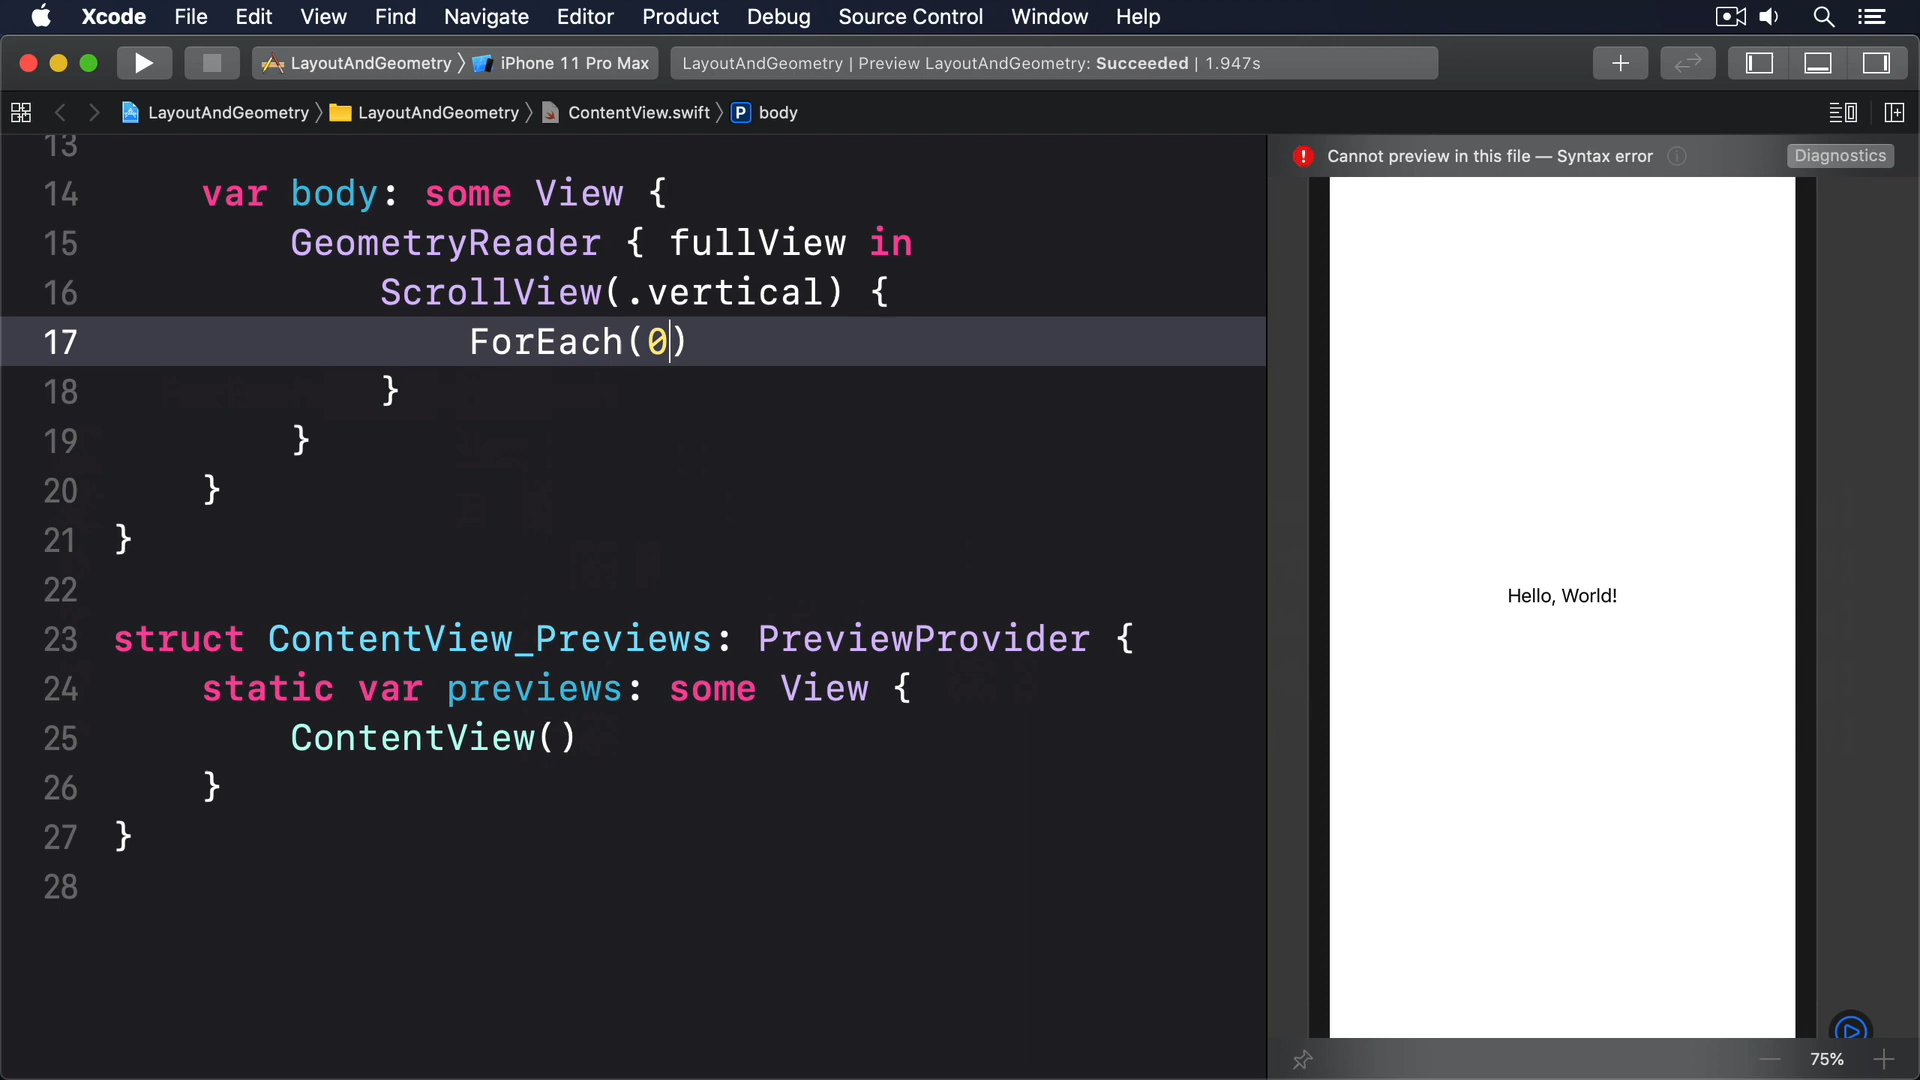 Xcode File Edit View Find Navigate Editor Product Debug Source Control Window Help
LayoutAndGeometry iPhone 11 Pro Max LayoutAndGeometry | Preview LayoutAndGeometry: Succeeded | 1.947s
LayoutAndGeometry LayoutAndGeometry ContentView.swift P body
Cannot preview in this file — Syntax error Diagnostics
13
14 var body: some View {
15 GeometryReader { fullView in
16 ScrollView(.vertical) {
17 ForEach(0)
18 }
19 }
20 }
21 }
22
23 struct ContentView_Previews: PreviewProvider {
24 static var previews: some View {
25 ContentView()
26 }
27 }
28
Hello, World!
75%